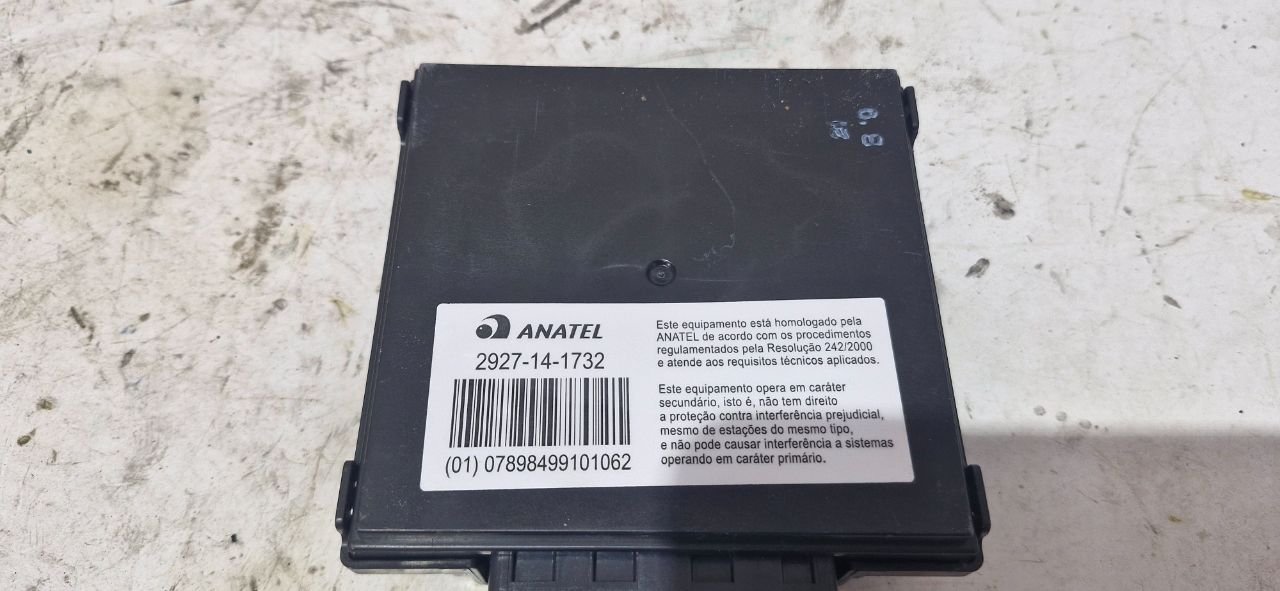 ANATEL
2927-14-1732
(01) 07898499101062
Este equipamento está homologado pela
ANATEL de acordo com os procedimentos
regulamentados pela Resolução 242/2000
e atende aos requisitos técnicos aplicados.
Este equipamento opera em caráter
secundário, isto é, não tem direito
a proteção contra interferência prejudicial,
mesmo de estações do mesmo tipo,
e não pode causar interferência a sistemas
operando em caráter primário.